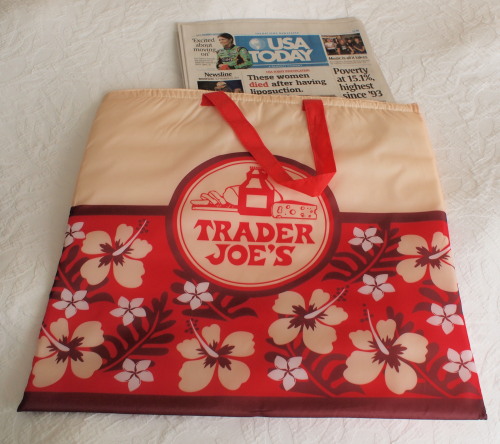 'Excited
about
moving
on'
USA
TODAY
Newsline
These women
died after having
liposuction.
Poverty
at 15.1%,
highest
since '93
TRADER
JOE'S